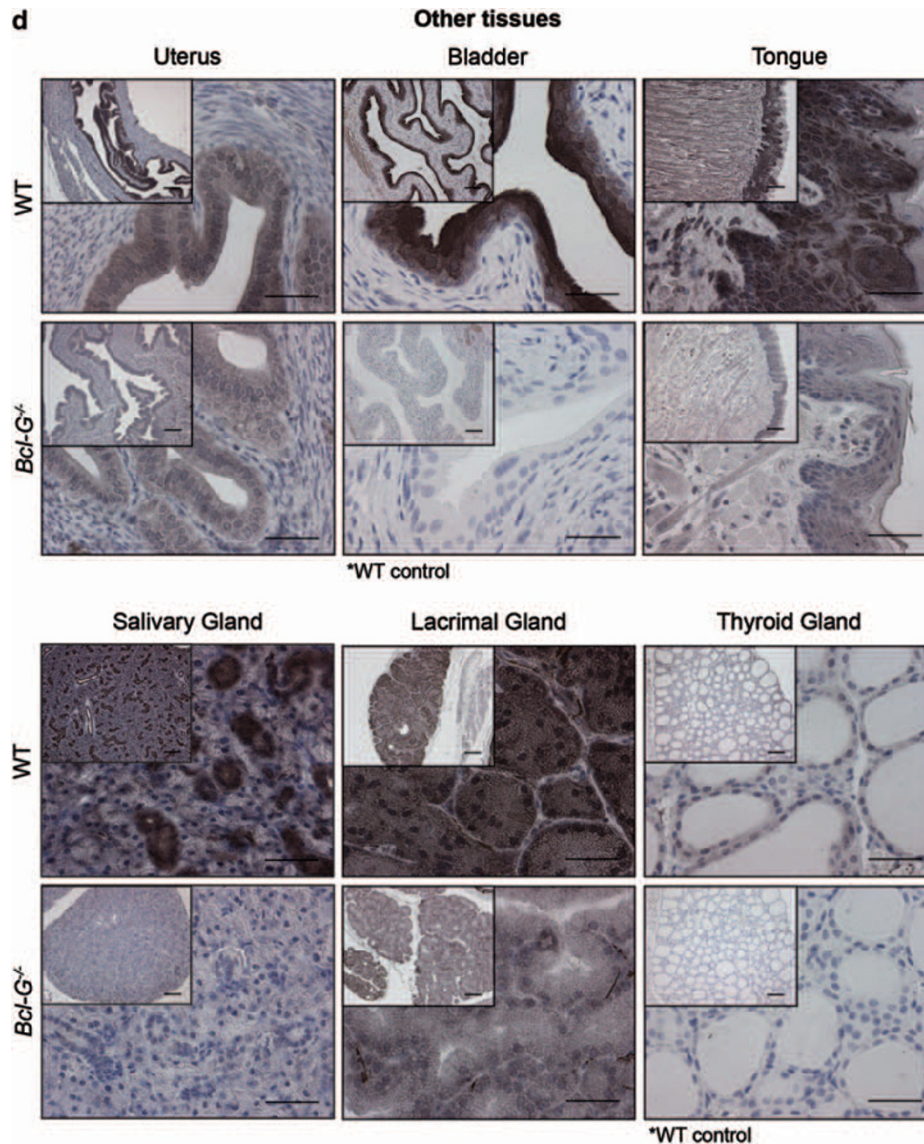 d
Other tissues
Uterus Bladder Tongue
WT
Bcl-G-/-
*WT control
Salivary Gland Lacrimal Gland Thyroid Gland
WT
Bcl-G-/-
*WT control